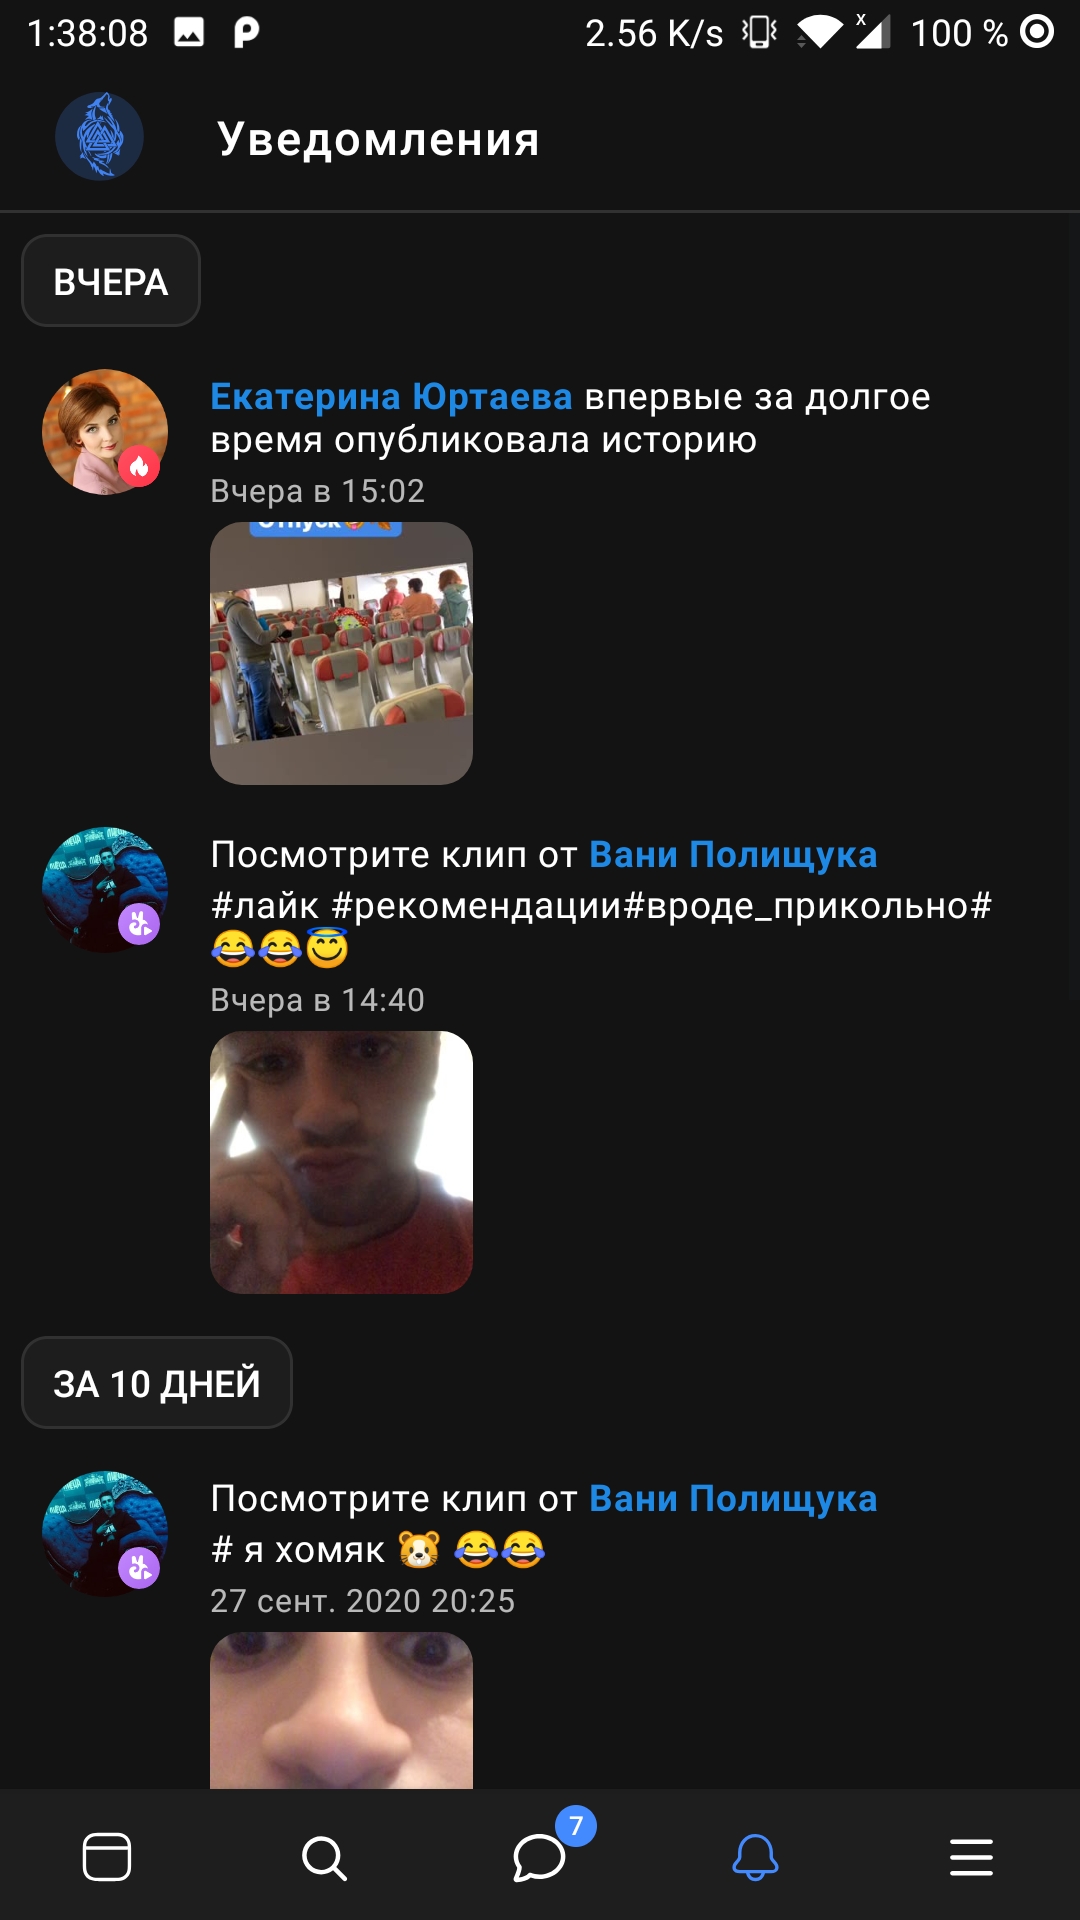 1:38:08 2.56 K/s x 100 %
Уведомления
ВЧЕРА
Екатерина Юртаева впервые за долгое
время опубликовала историю
Вчера в 15:02
Отпуск
Посмотрите клип от Вани Полищука
#лайк #рекомендации#вроде_прикольно#
😂😂😇
Вчера в 14:40
ЗА 10 ДНЕЙ
Посмотрите клип от Вани Полищука
# я хомяк 🐹 😂😂
27 сент. 2020 20:25
7